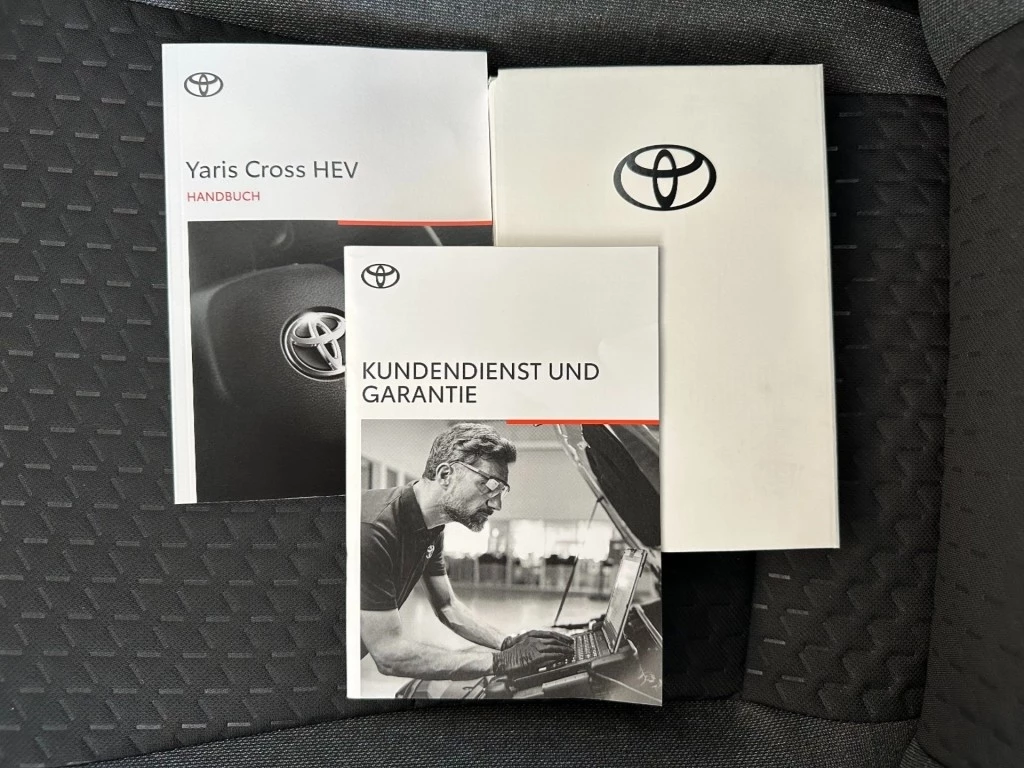 Yaris Cross HEV
HANDBUCH
KUNDENDIENST UND
GARANTIE